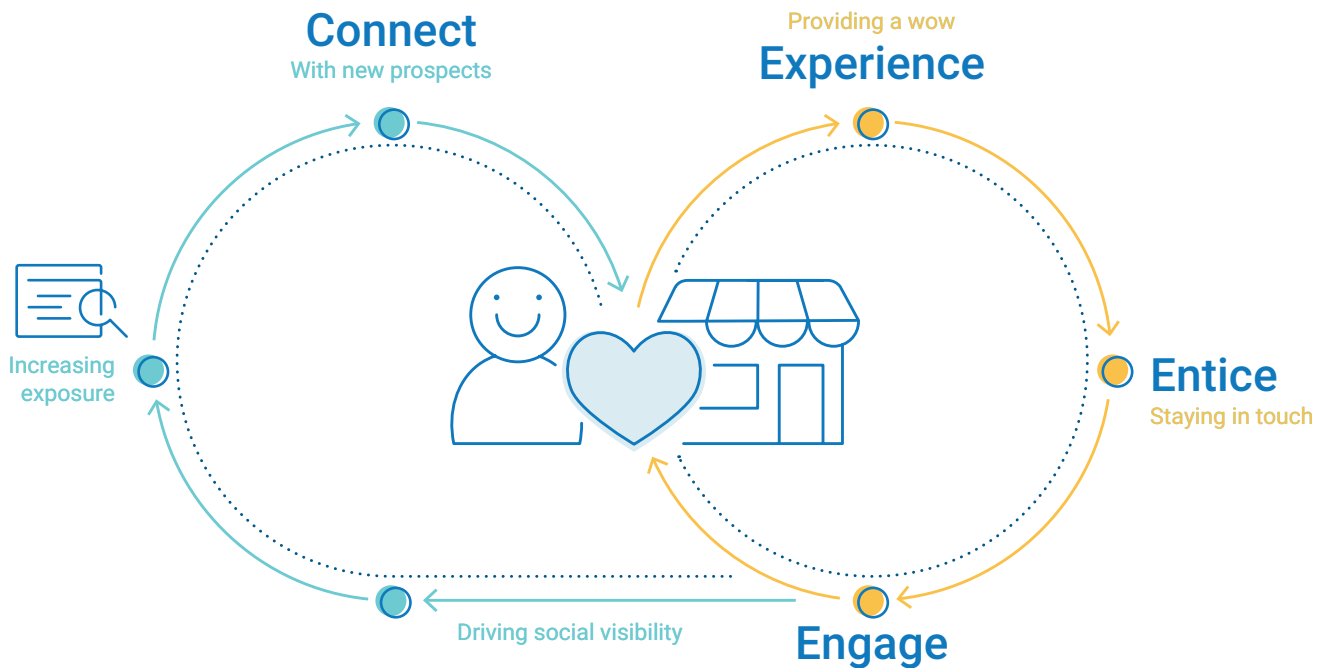 Connect
With new prospects
Providing a wow
Experience
Increasing
exposure
Entice
Staying in touch
Driving social visibility
Engage